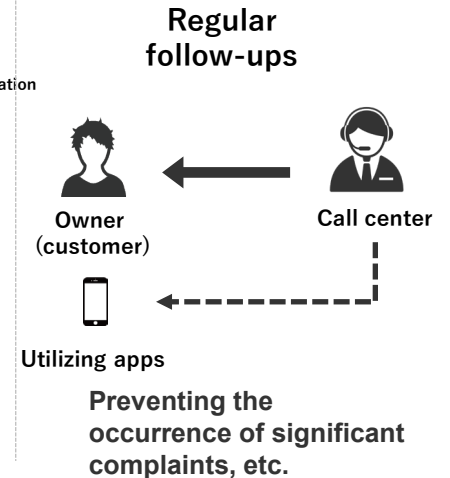 Regular
follow-ups
ation
Owner
(customer)
Call center
Utilizing apps
Preventing the
occurrence of significant
complaints, etc.